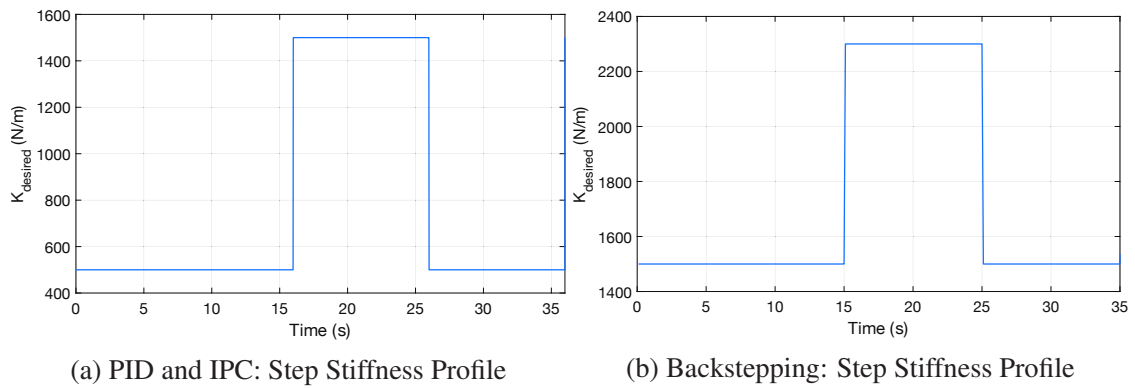 1600
1400
1200
1000
800
600
400
K_desired (N/m)
0 5 10 15 20 25 30 35
Time (s)
(a) PID and IPC: Step Stiffness Profile
2400
2200
2000
1800
1600
1400
K_desired (N/m)
0 5 10 15 20 25 30 35
Time (s)
(b) Backstepping: Step Stiffness Profile